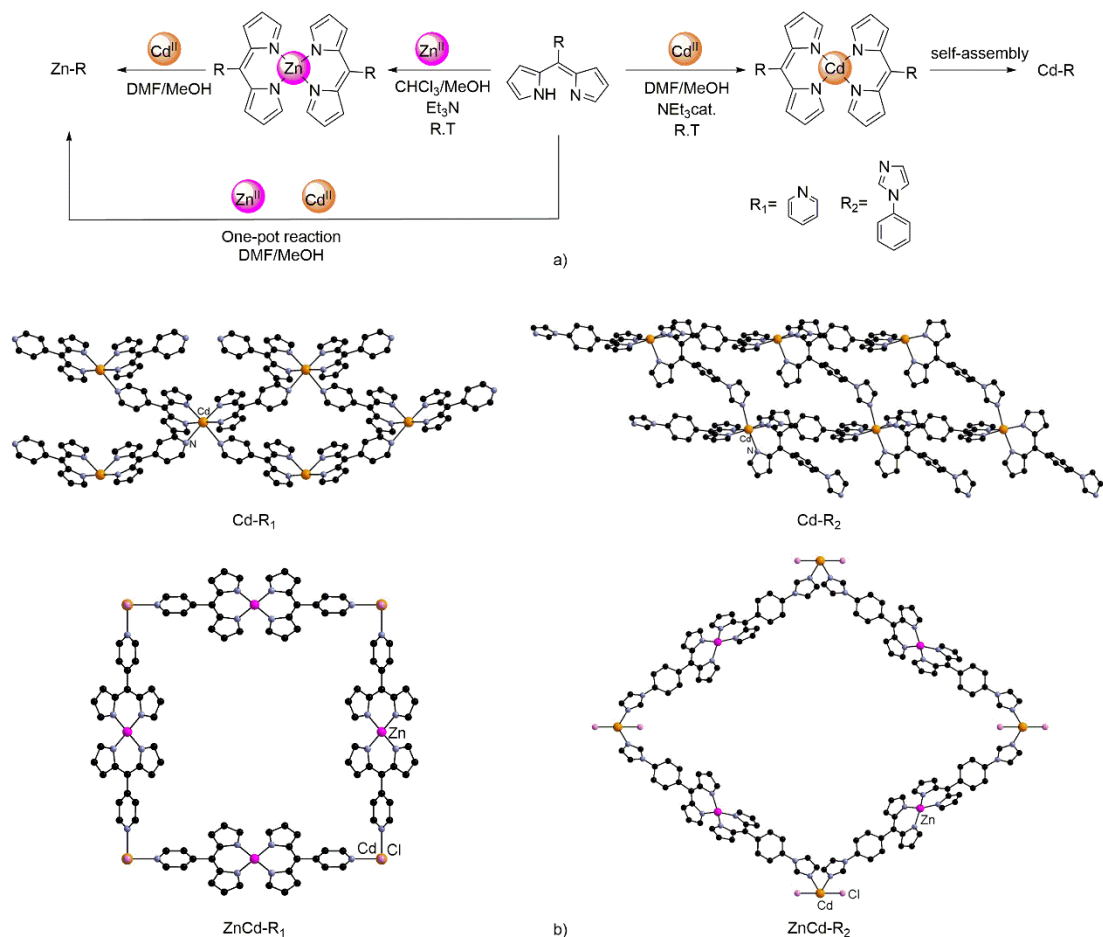 Zn-R
Cd^II
DMF/MeOH
R
N
N
Zn
N
N
R
Zn^II
CHCl3/MeOH
Et3N
R.T
R
NH
N
Cd^II
DMF/MeOH
NEt3cat.
R.T
R
N
N
Cd
N
N
R
self-assembly
Cd-R
Zn^II
Cd^II
One-pot reaction
DMF/MeOH
R1=
N
R2=
N
N
a)
Cd
N
Cd-R1
Cd
N
Cd-R2
Zn
Cd
Cl
ZnCd-R1
b)
Zn
Cd
Cl
ZnCd-R2